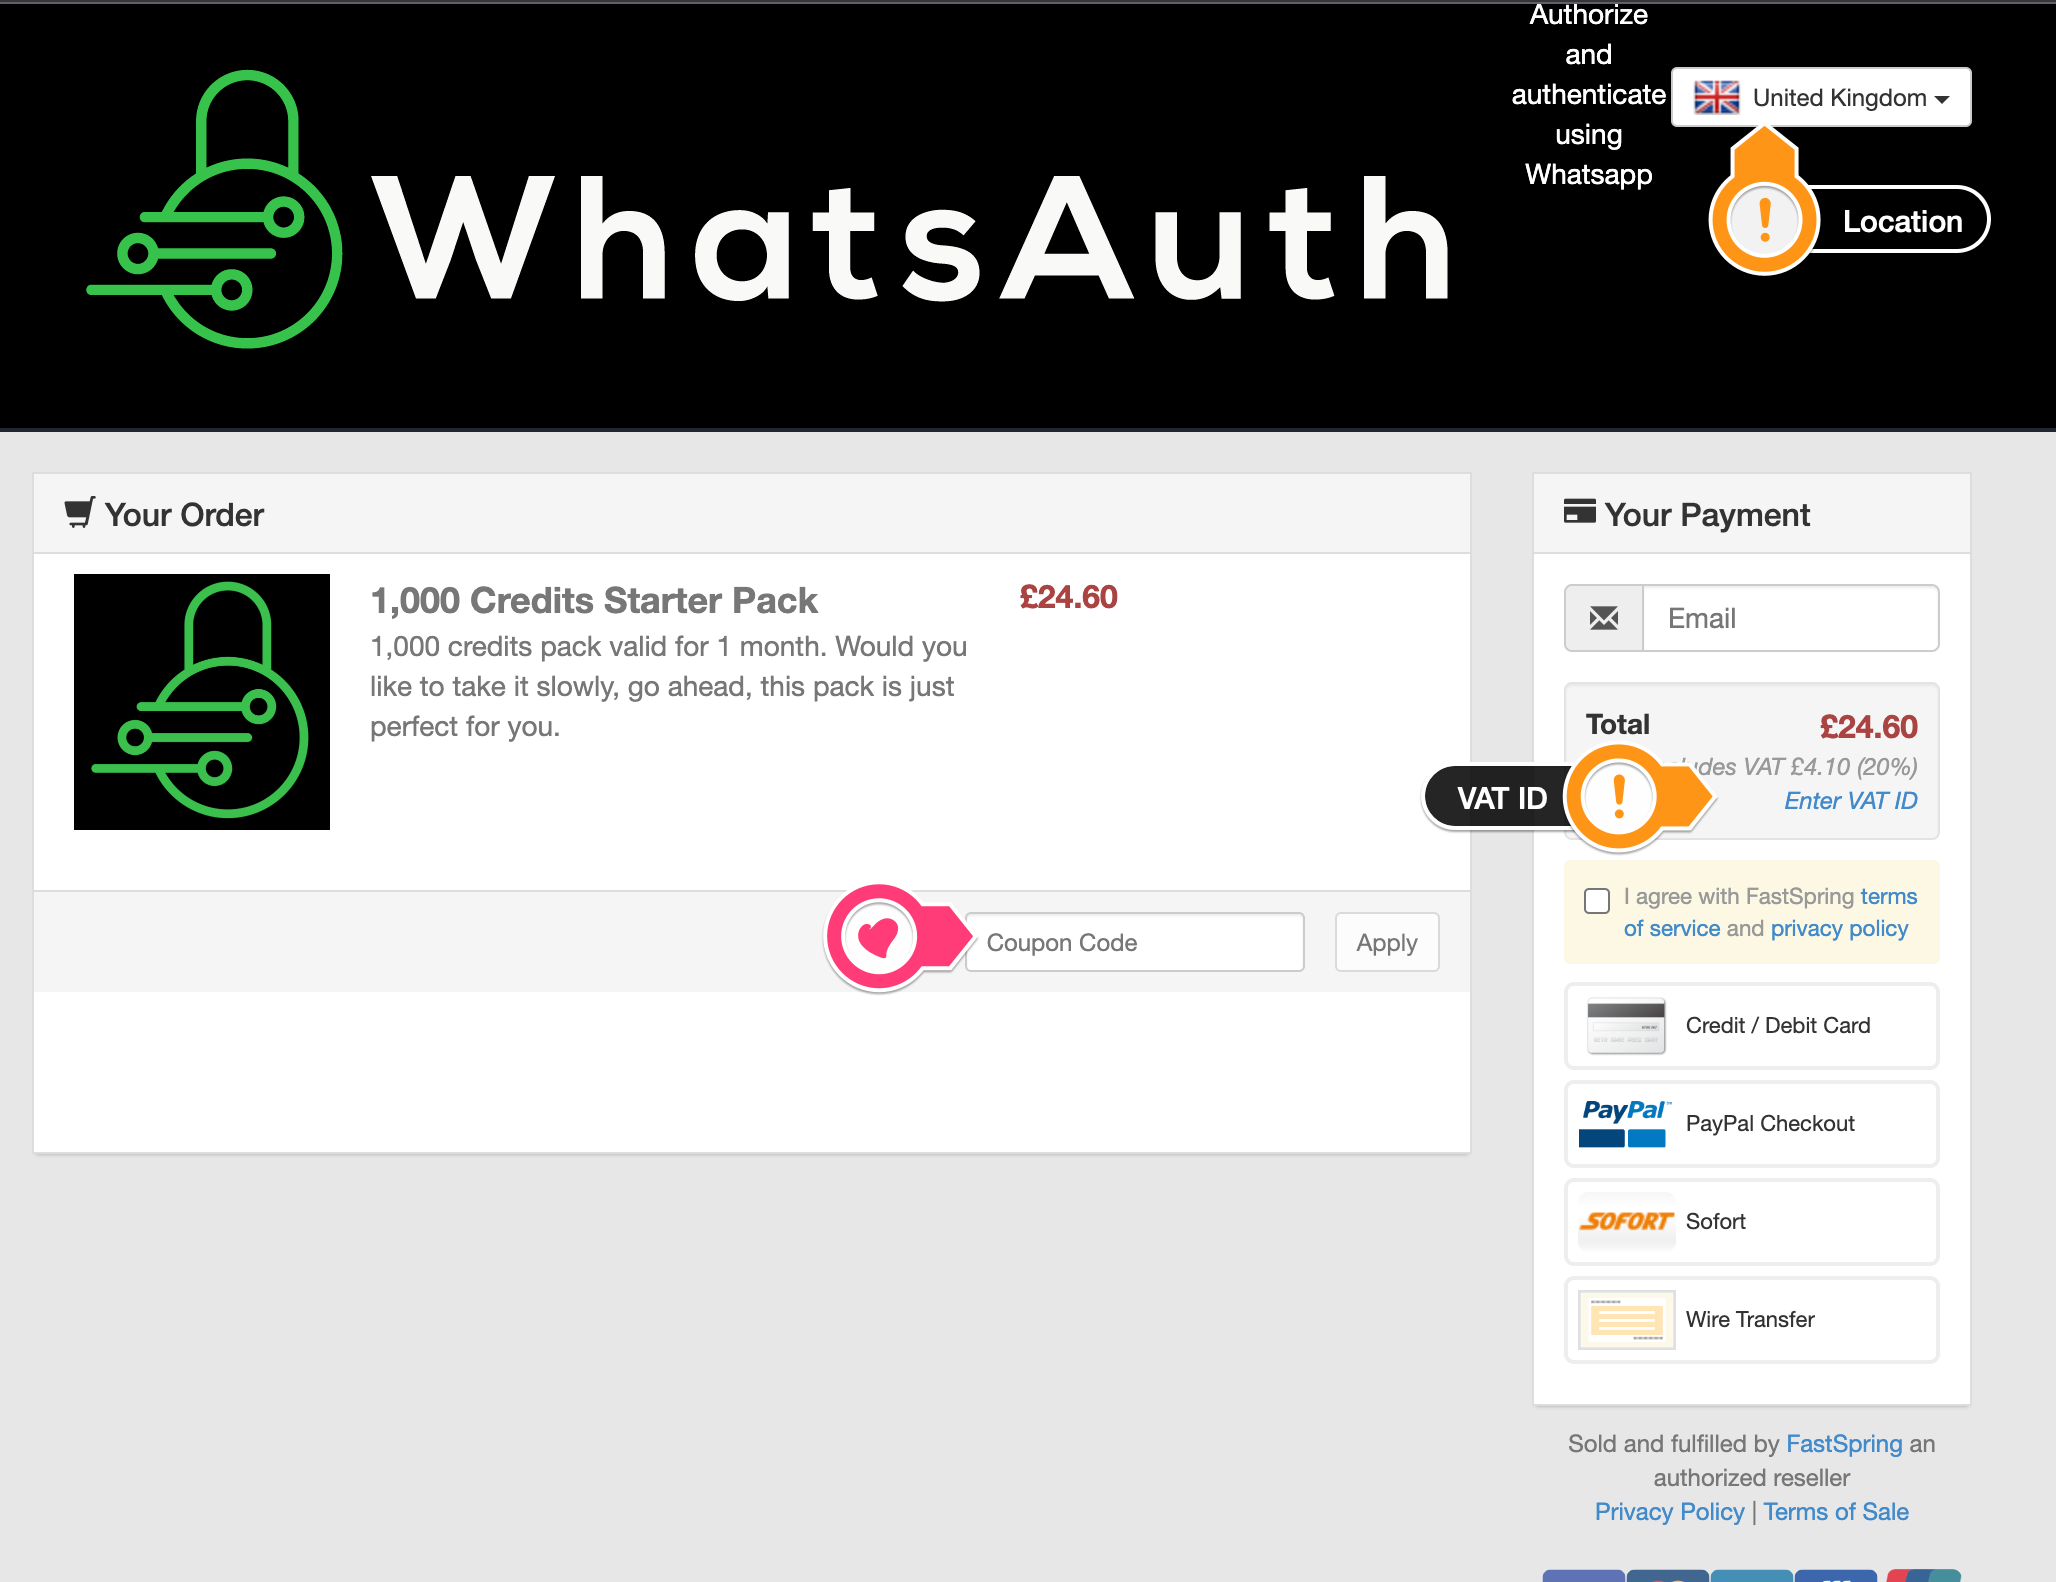 Authorize
and
authenticate
using
Whatsapp
United Kingdom
Location
WhatsAuth
Your Order
1,000 Credits Starter Pack
£24.60
1,000 credits pack valid for 1 month. Would you
like to take it slowly, go ahead, this pack is just
perfect for you.
Coupon Code
Apply
Your Payment
Email
Total
£24.60
VAT £4.10 (20%)
VAT ID
Enter VAT ID
I agree with FastSpring terms
of service and privacy policy
Credit / Debit Card
PayPal
PayPal Checkout
SOFORT
Sofort
Wire Transfer
Sold and fulfilled by FastSpring an
authorized reseller
Privacy Policy | Terms of Sale